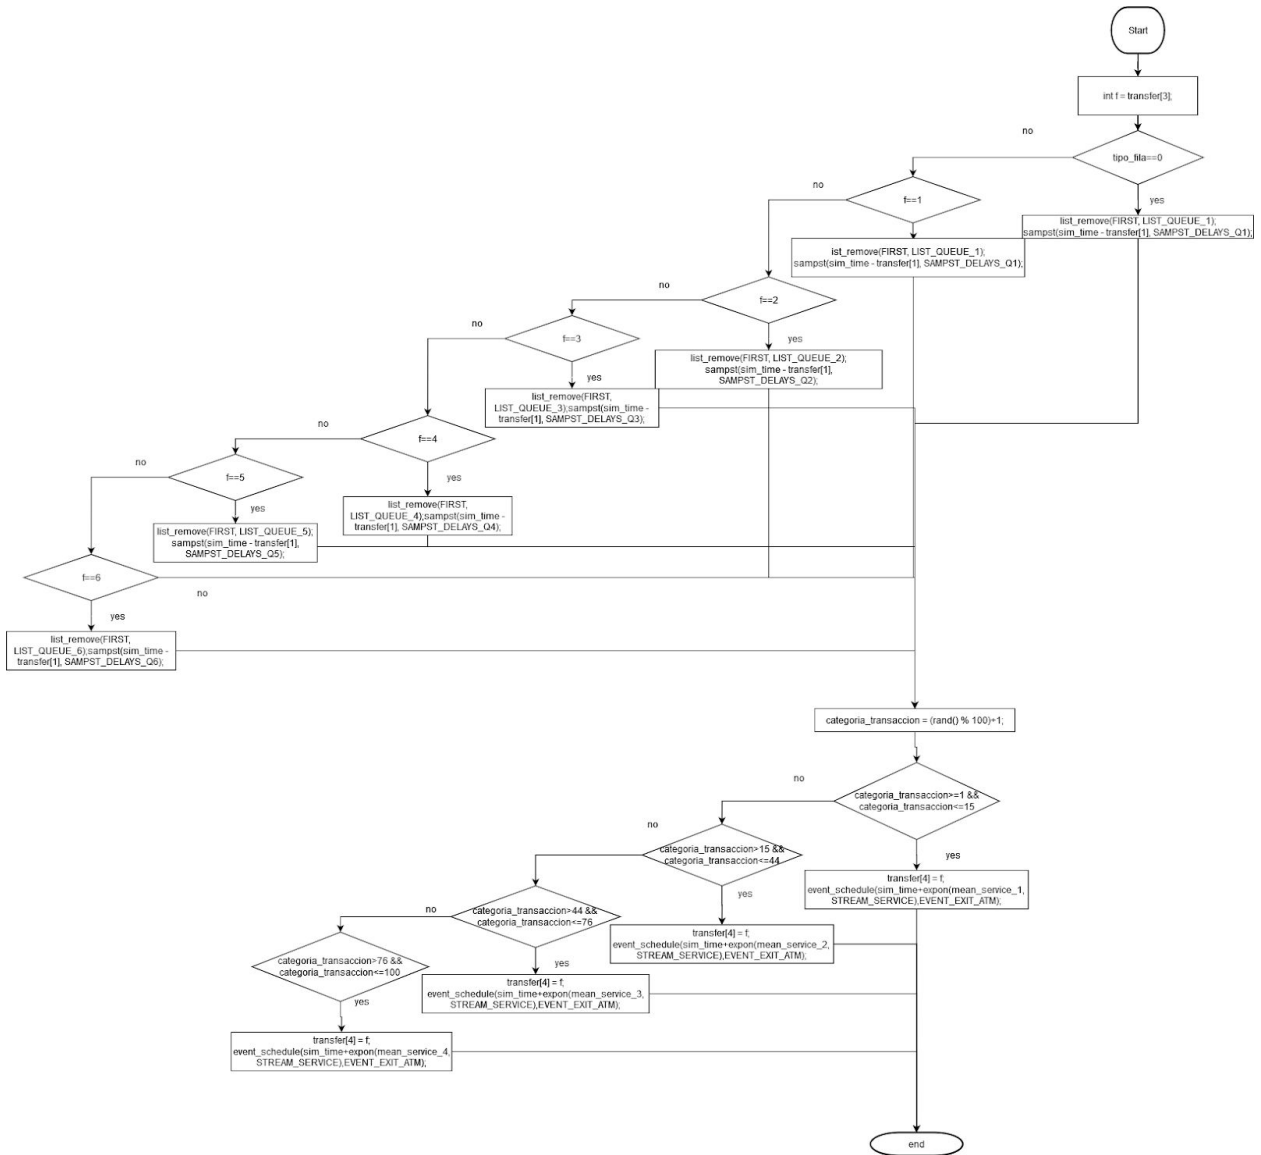 Start
int f = transfer[3];
no
tipo_fila==0
no
f==1
yes
list_remove(FIRST, LIST_QUEUE_1);
sampst(sim_time - transfer[1], SAMPST_DELAYS_Q1);
ist_remove(FIRST, LIST_QUEUE_1);
sampst(sim_time - transfer[1], SAMPST_DELAYS_Q1);
no
f==2
no
f==3
yes
list_remove(FIRST, LIST_QUEUE_2);
sampst(sim_time - transfer[1],
SAMPST_DELAYS_Q2);
yes
list_remove(FIRST,
LIST_QUEUE_3);sampst(sim_time -
transfer[1], SAMPST_DELAYS_Q3);
no
f==4
no
f==5
yes
list_remove(FIRST,
LIST_QUEUE_4);sampst(sim_time -
transfer[1], SAMPST_DELAYS_Q4);
yes
list_remove(FIRST, LIST_QUEUE_5);
sampst(sim_time - transfer[1],
SAMPST_DELAYS_Q5);
f==6
no
yes
list_remove(FIRST,
LIST_QUEUE_6);sampst(sim_time -
transfer[1], SAMPST_DELAYS_Q6);
categoria_transaccion = (rand() % 100)+1;
no
categoria_transaccion>=1 &&
categoria_transaccion<=15
no
categoria_transaccion>15 &&
categoria_transaccion<=44
yes
transfer[4] = f;
event_schedule(sim_time+expon(mean_service_1,
STREAM_SERVICE),EVENT_EXIT_ATM);
no
categoria_transaccion>44 &&
categoria_transaccion<=76
yes
transfer[4] = f;
event_schedule(sim_time+expon(mean_service_2,
STREAM_SERVICE),EVENT_EXIT_ATM);
categoria_transaccion>76 &&
categoria_transaccion<=100
yes
transfer[4] = f;
event_schedule(sim_time+expon(mean_service_3,
STREAM_SERVICE),EVENT_EXIT_ATM);
yes
transfer[4] = f;
event_schedule(sim_time+expon(mean_service_4,
STREAM_SERVICE),EVENT_EXIT_ATM);
end